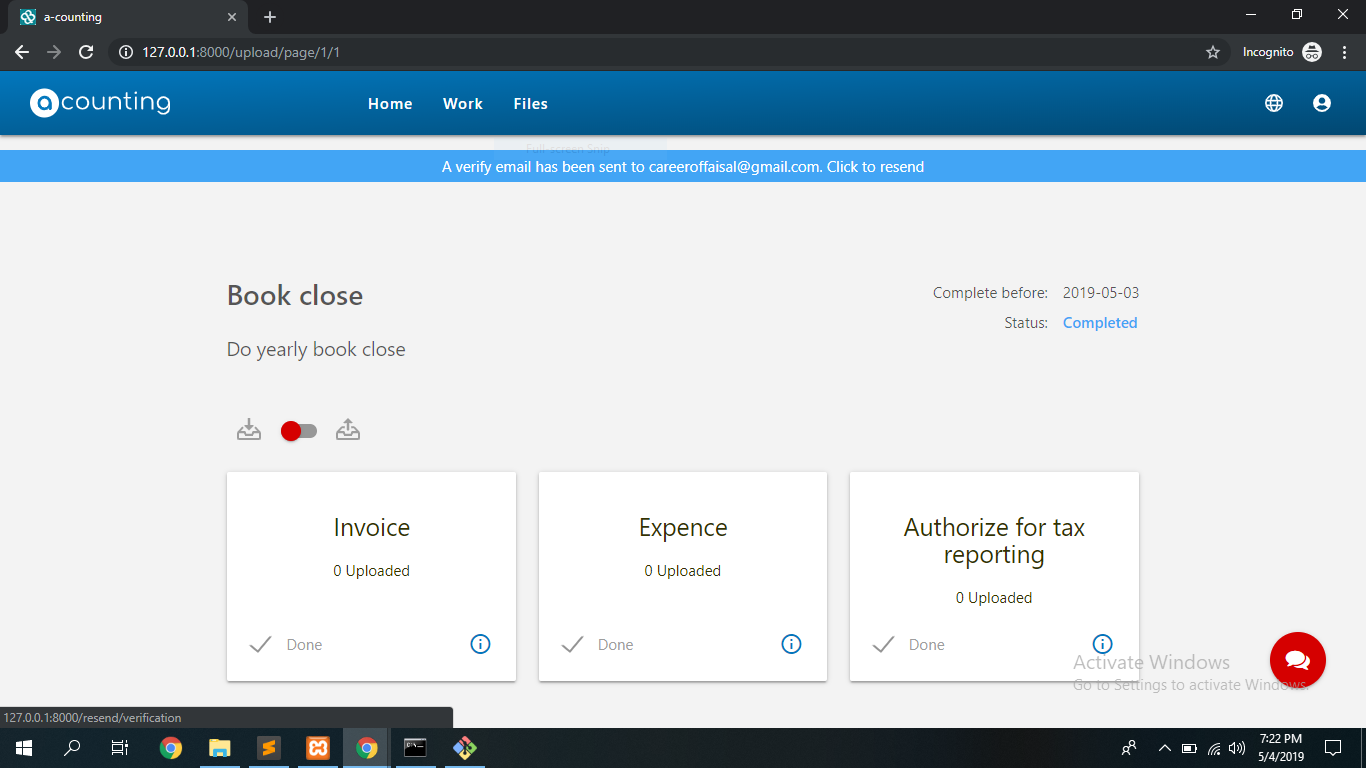 a-counting
127.0.0.1:8000/upload/page/1/1
Incognito
acounting
Home Work Files
Full-screen Snip
A verify email has been sent to careeroffaisal@gmail.com. Click to resend
Book close
Complete before: 2019-05-03
Status: Completed
Do yearly book close
Invoice
0 Uploaded
Done
Expence
0 Uploaded
Done
Authorize for tax
reporting
0 Uploaded
Done
Activate Windows
Go to Settings to activate Windows.
127.0.0.1:8000/resend/verification
7:22 PM
5/4/2019